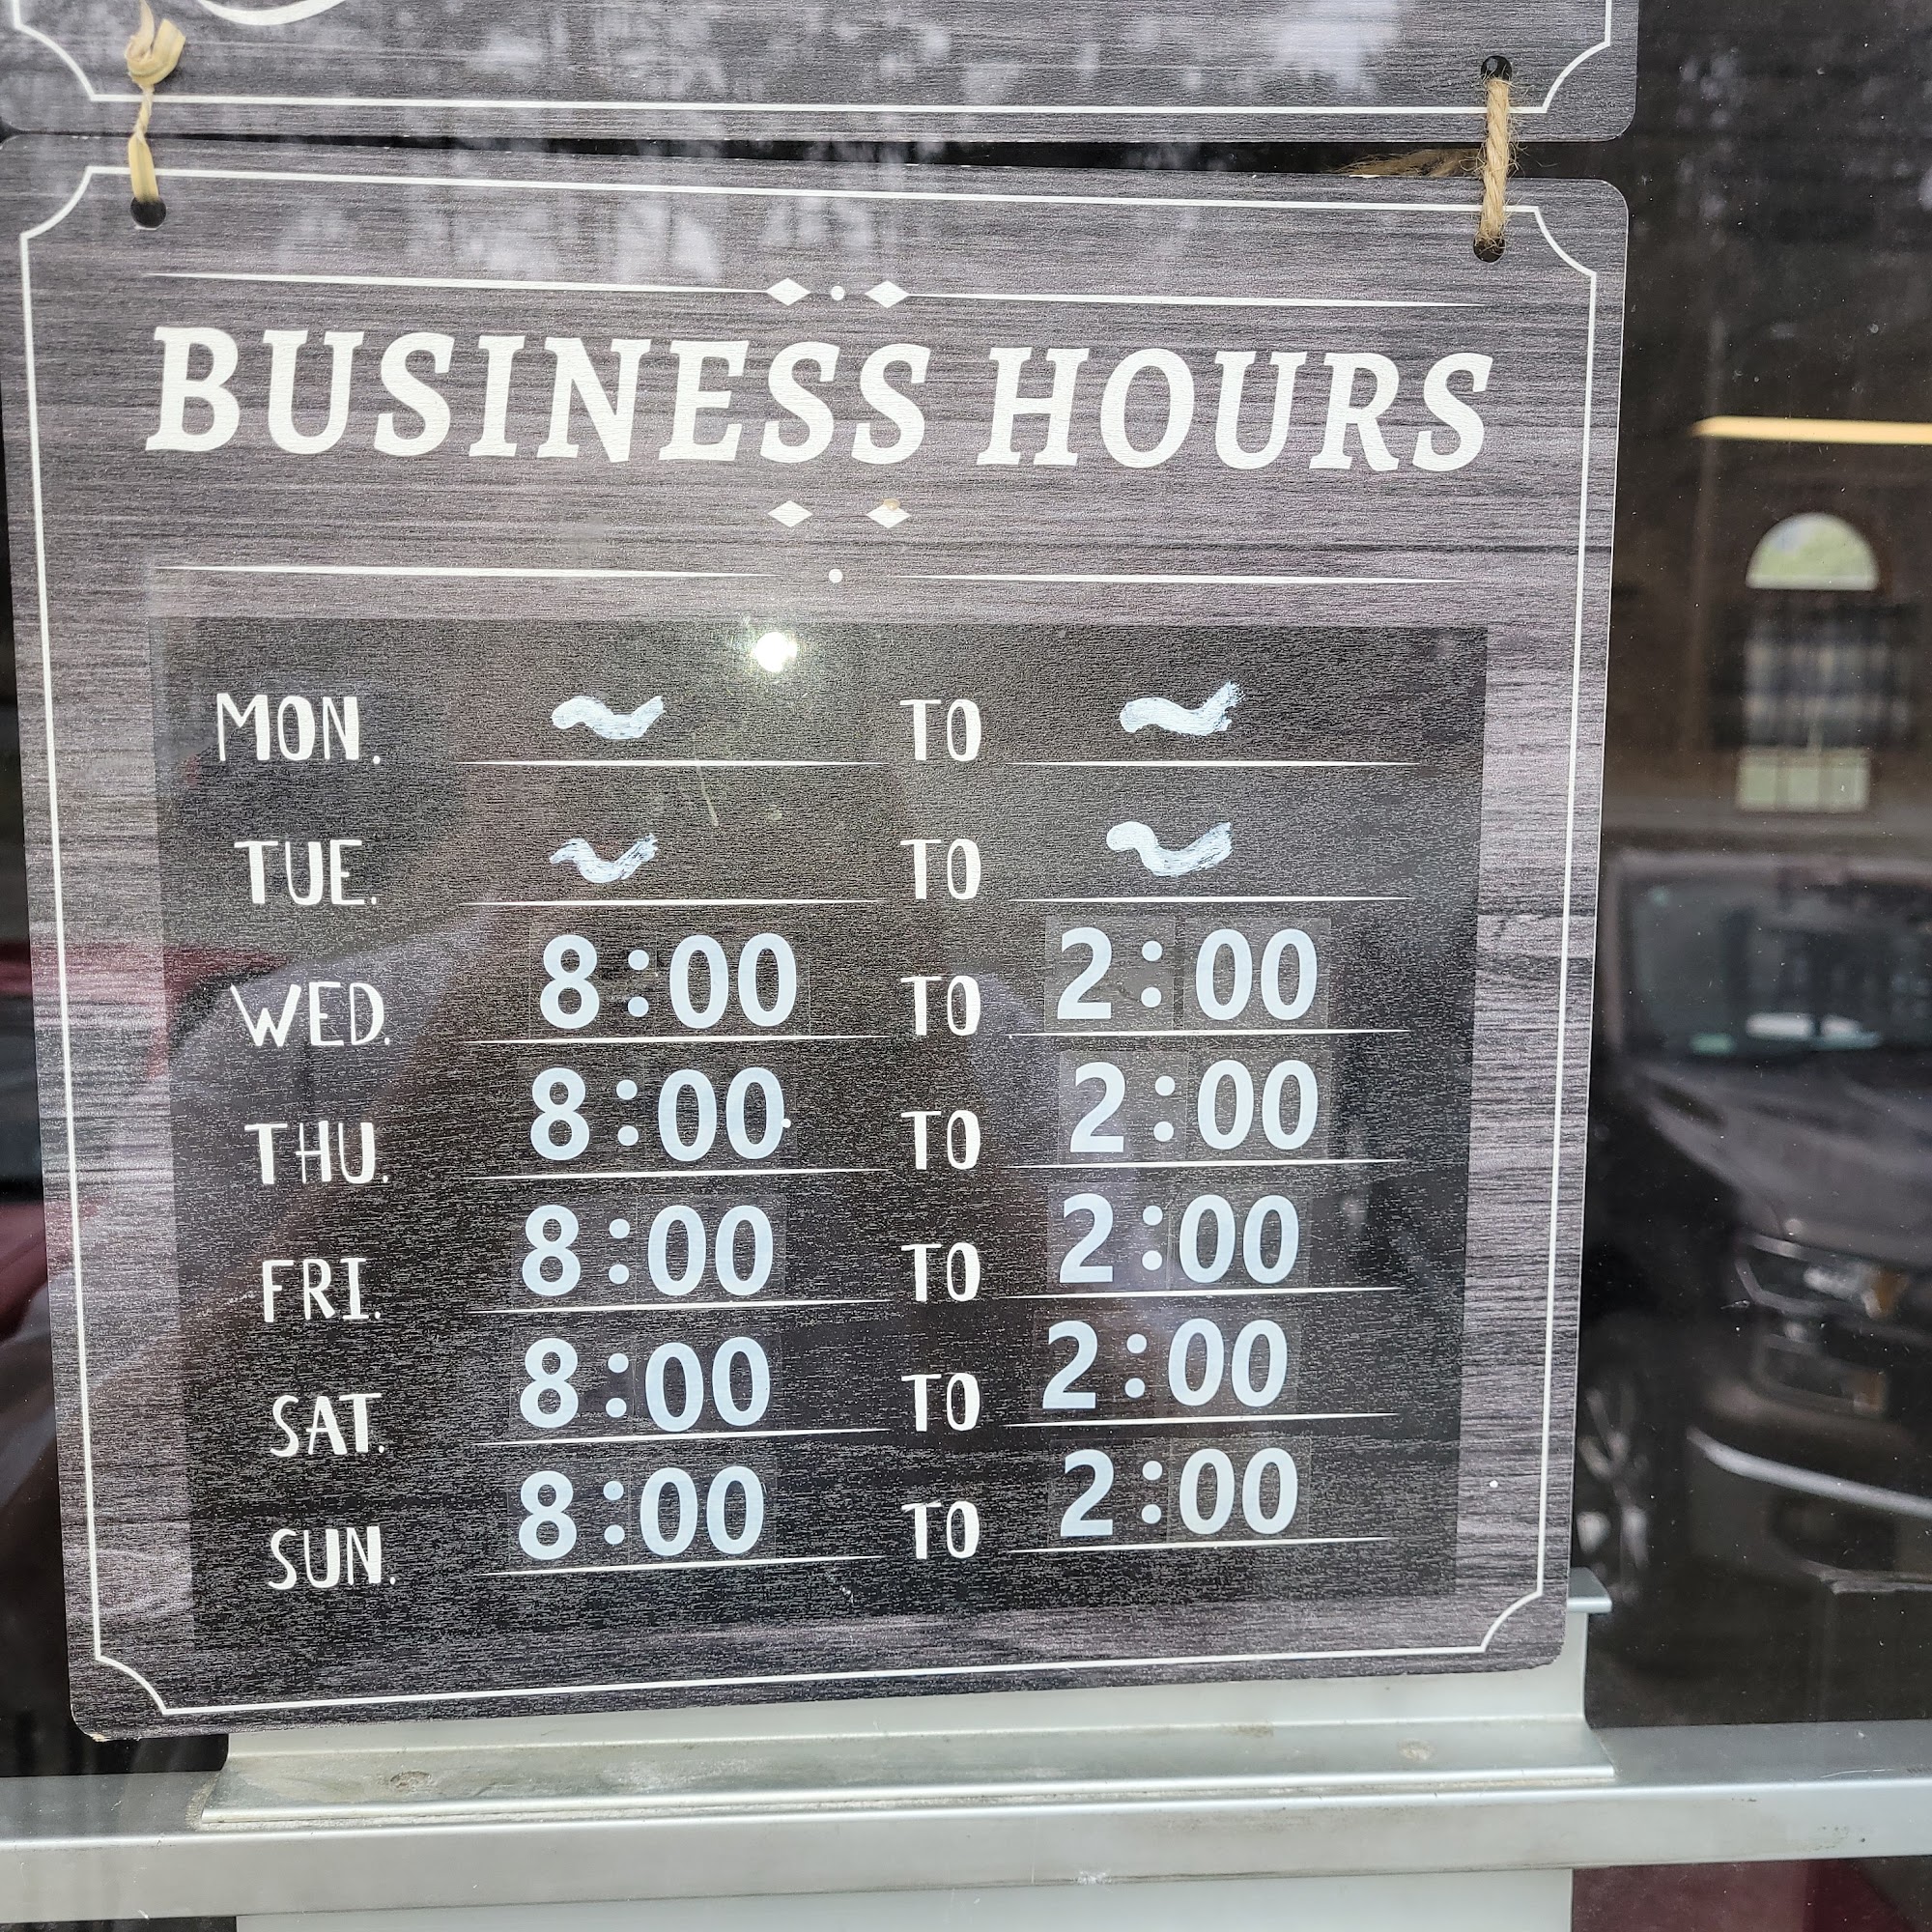 BUSINESS HOURS
MON. ~ TO ~
TUE. ~ TO ~
WED. 8:00 TO 2:00
THU. 8:00 TO 2:00
FRI. 8:00 TO 2:00
SAT. 8:00 TO 2:00
SUN. 8:00 TO 2:00